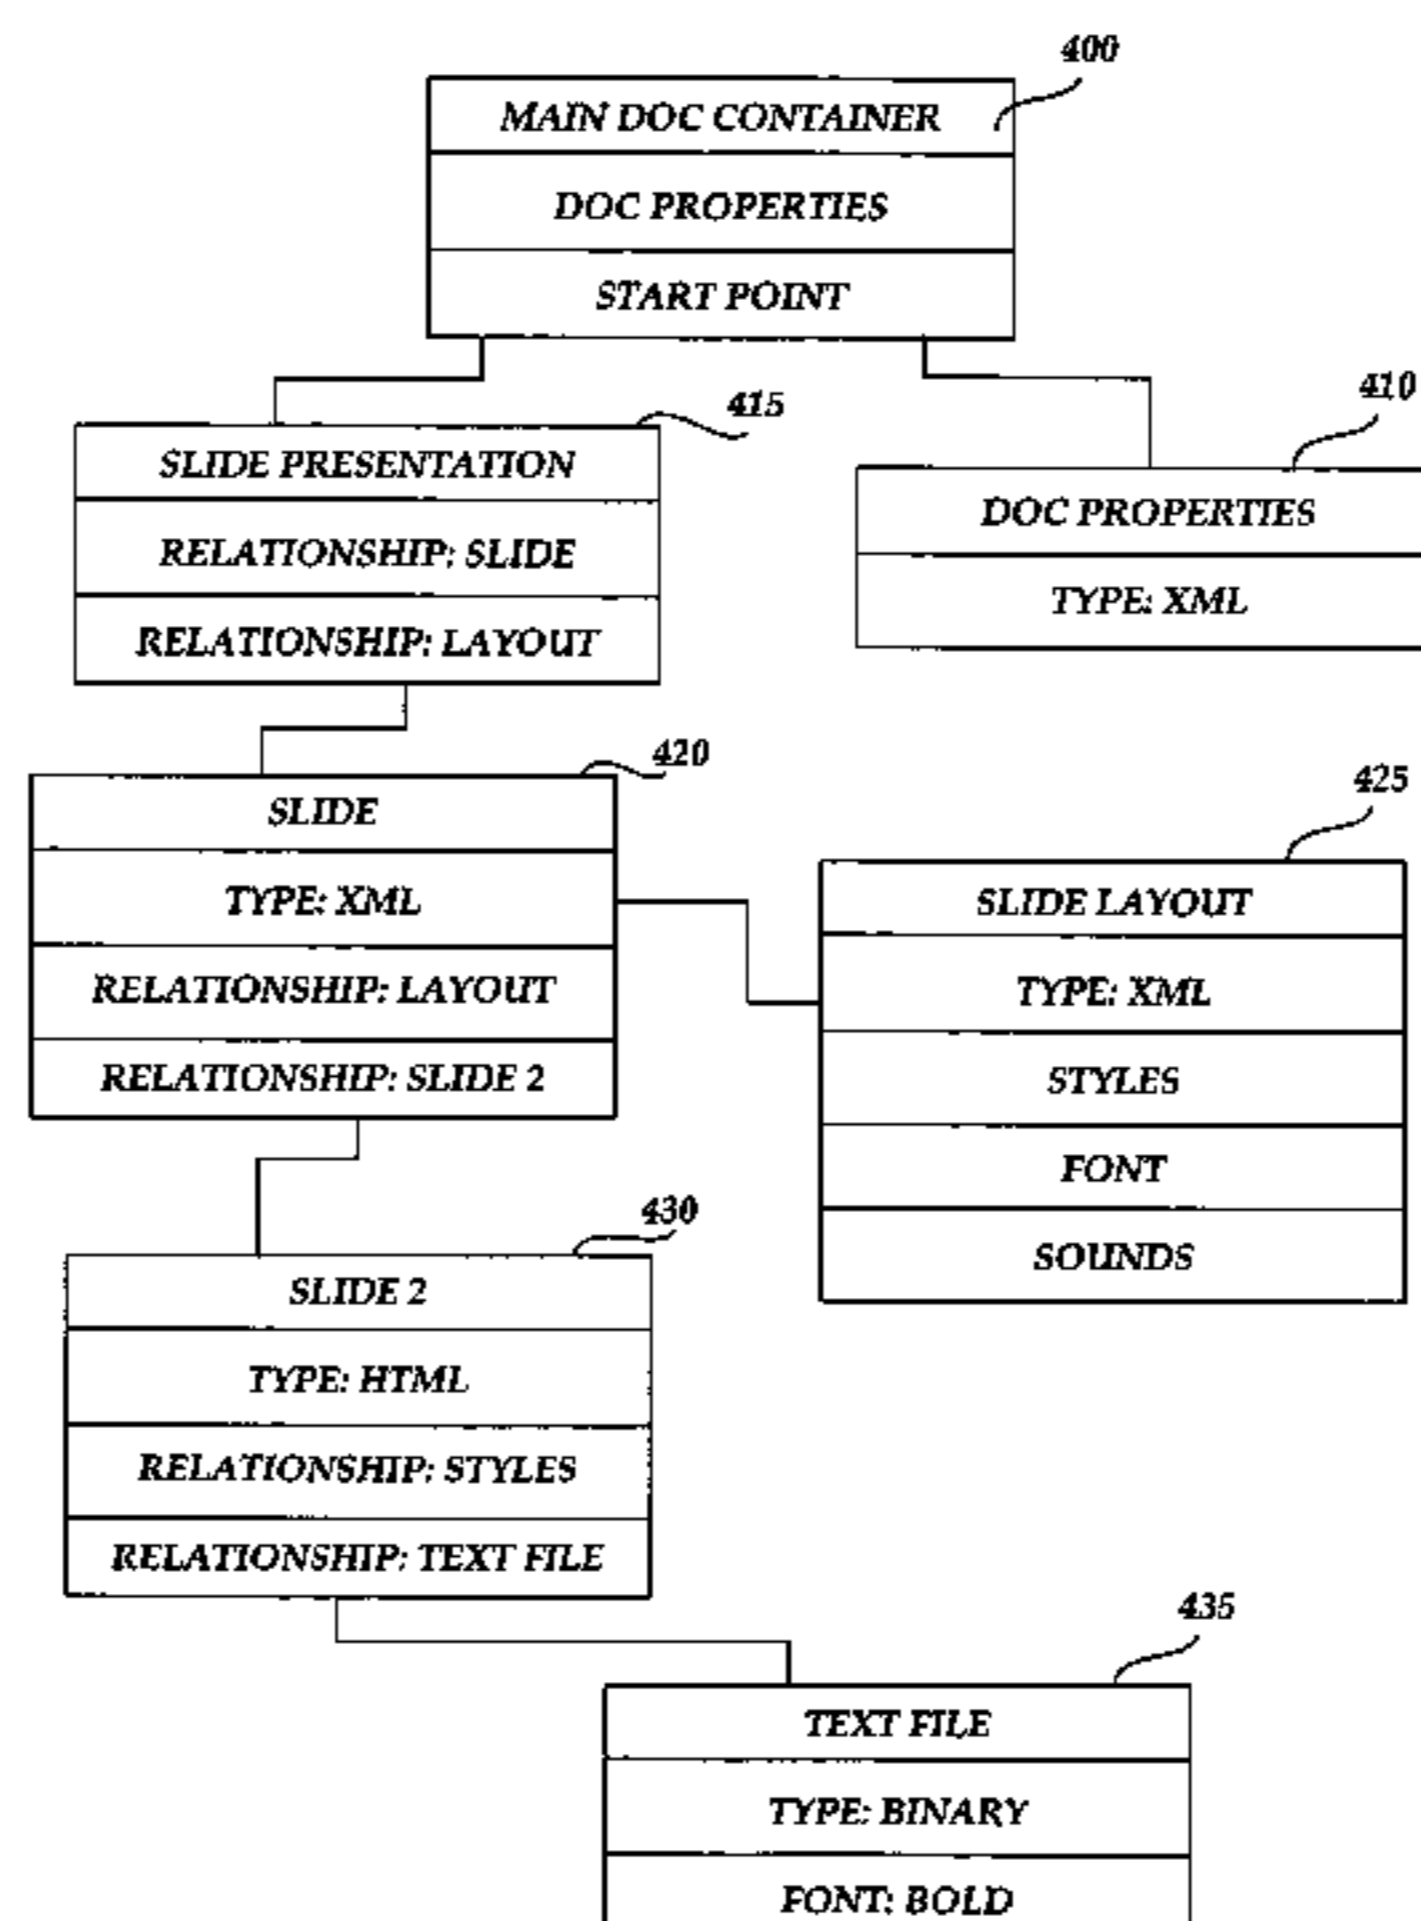 400
MAIN DOC CONTAINER
DOC PROPERTIES
START POINT
415
SLIDE PRESENTATION
RELATIONSHIP: SLIDE
RELATIONSHIP: LAYOUT
410
DOC PROPERTIES
TYPE: XML
420
SLIDE
TYPE: XML
RELATIONSHIP: LAYOUT
RELATIONSHIP: SLIDE 2
425
SLIDE LAYOUT
TYPE: XML
STYLES
FONT
SOUNDS
430
SLIDE 2
TYPE: HTML
RELATIONSHIP: STYLES
RELATIONSHIP: TEXT FILE
435
TEXT FILE
TYPE: BINARY
FONT: BOLD